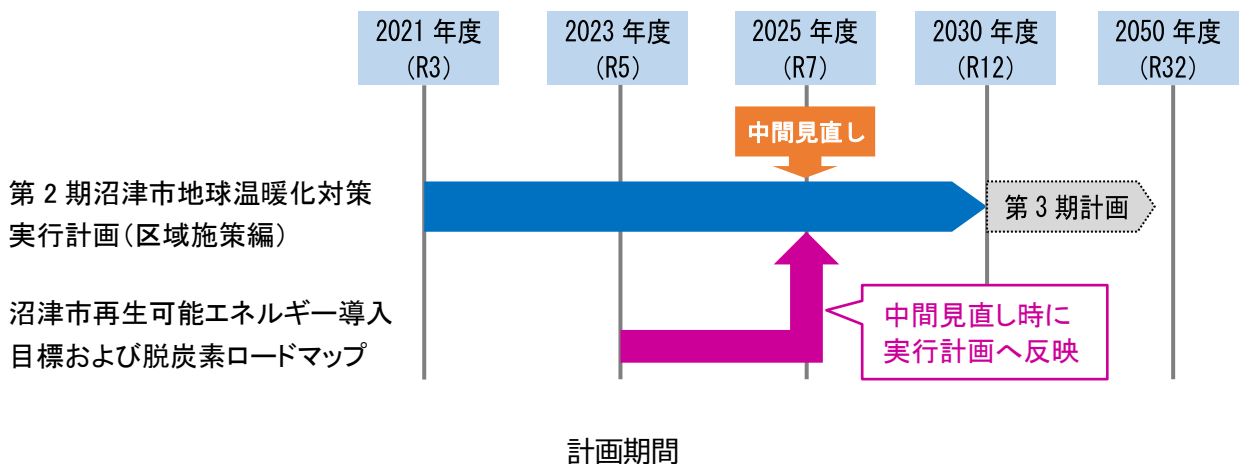 2021 年度
(R3)
2023 年度
(R5)
2025 年度
(R7)
2030 年度
(R12)
2050 年度
(R32)
中間見直し
第 2 期沼津市地球温暖化対策
実行計画(区域施策編)
第 3 期計画
沼津市再生可能エネルギー導入
目標および脱炭素ロードマップ
中間見直し時に
実行計画へ反映
計画期間